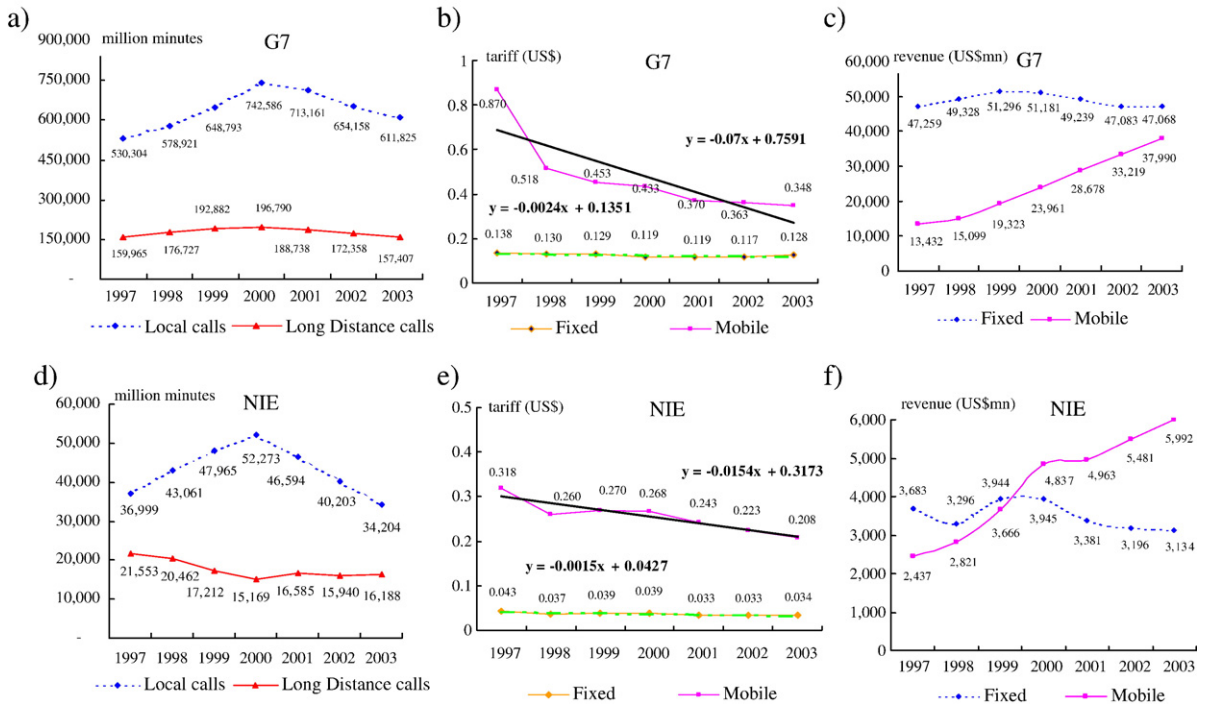 a)
million minutes
G7
900,000
750,000
600,000
450,000
300,000
150,000
-
530,304 578,921 648,793 742,586 713,161 654,158 611,825
159,965 176,727 192,882 196,790 188,738 172,358 157,407
1997 1998 1999 2000 2001 2002 2003
Local calls Long Distance calls
b)
tariff (US$)
G7
1
0.8
0.6
0.4
0.2
0
0.870 0.518 0.453 0.433 0.370 0.363 0.348
y = -0.07x + 0.7591
y = -0.0024x + 0.1351
0.138 0.130 0.129 0.119 0.119 0.117 0.128
1997 1998 1999 2000 2001 2002 2003
Fixed Mobile
c)
revenue (US$mn)
G7
60,000
50,000
40,000
30,000
20,000
10,000
0
47,259 49,328 51,296 51,181 49,239 47,083 47,068
13,432 15,099 19,323 23,961 28,678 33,219 37,990
1997 1998 1999 2000 2001 2002 2003
Fixed Mobile
d)
million minutes
NIE
60,000
50,000
40,000
30,000
20,000
10,000
-
36,999 43,061 47,965 52,273 46,594 40,203 34,204
21,553 20,462 17,212 15,169 16,585 15,940 16,188
1997 1998 1999 2000 2001 2002 2003
Local calls Long Distance calls
e)
tariff (US$)
NIE
0.5
0.4
0.3
0.2
0.1
0
0.318 0.260 0.270 0.268 0.243 0.223 0.208
y = -0.0154x + 0.3173
y = -0.0015x + 0.0427
0.043 0.037 0.039 0.039 0.033 0.033 0.034
1997 1998 1999 2000 2001 2002 2003
Fixed Mobile
f)
revenue (US$mn)
NIE
6,000
5,000
4,000
3,000
2,000
1,000
0
3,683 3,296 3,944 3,945 3,381 3,196 3,134
2,437 2,821 3,666 4,837 4,963 5,481 5,992
1997 1998 1999 2000 2001 2002 2003
Fixed Mobile